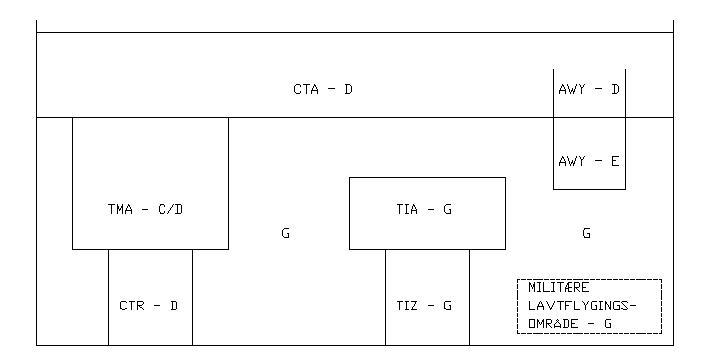 CTA - D
AWY - D
AWY - E
TMA - C/D
TIA - G
G
G
CTR - D
TIZ - G
MILITÆRE
LAVTFLYGINGS-
OMRÅDE - G